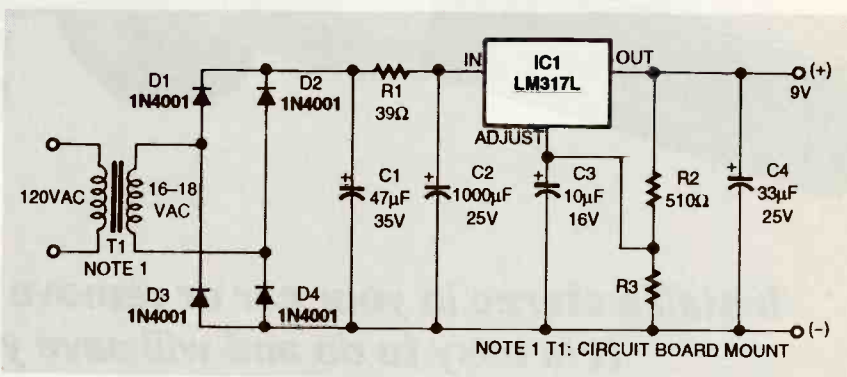 D1
1N4001
D2
1N4001
R1
39Ω
IN
IC1
LM317L
OUT
ADJUST
(+)
9V
120VAC
16–18
VAC
T1
NOTE 1
C1
47µF
35V
C2
1000µF
25V
C3
10µF
16V
R2
510Ω
C4
33µF
25V
R3
D3
1N4001
D4
1N4001
(–)
NOTE 1 T1: CIRCUIT BOARD MOUNT